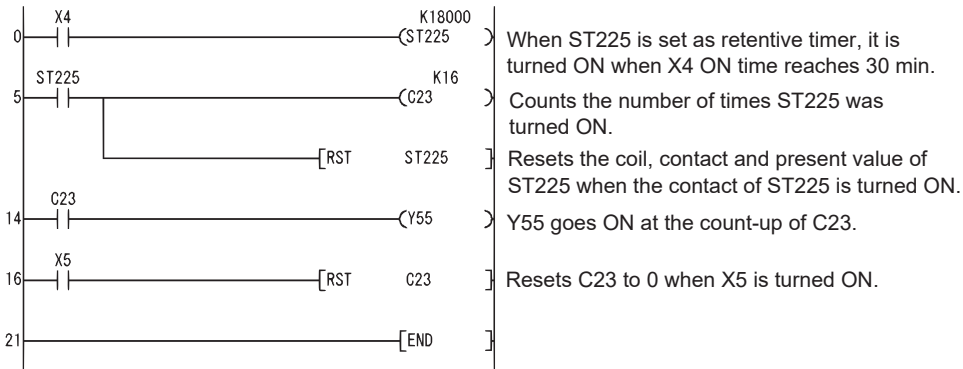 X4 K18000
0 (ST225 ) When ST225 is set as retentive timer, it is
turned ON when X4 ON time reaches 30 min.
ST225 K16
5 (C23 ) Counts the number of times ST225 was
turned ON.
[RST ST225 ] Resets the coil, contact and present value of
ST225 when the contact of ST225 is turned ON.
C23
14 (Y55 ) Y55 goes ON at the count-up of C23.
X5
16 [RST C23 ] Resets C23 to 0 when X5 is turned ON.
21 [END ]